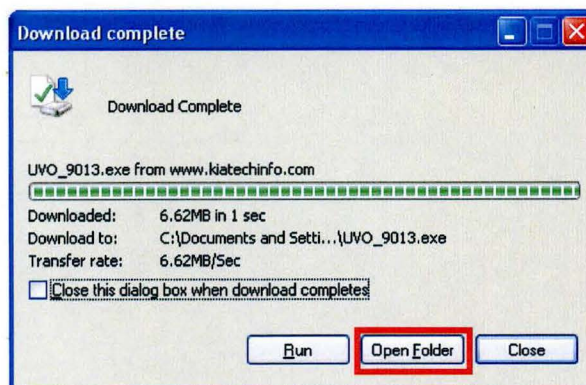 Download complete
Download Complete
UVO_9013.exe from www.kiatechinfo.com
Downloaded: 6.62MB in 1 sec
Download to: C:\Documents and Setti...\UVO_9013.exe
Transfer rate: 6.62MB/Sec
Close this dialog box when download completes
Run Open Folder Close